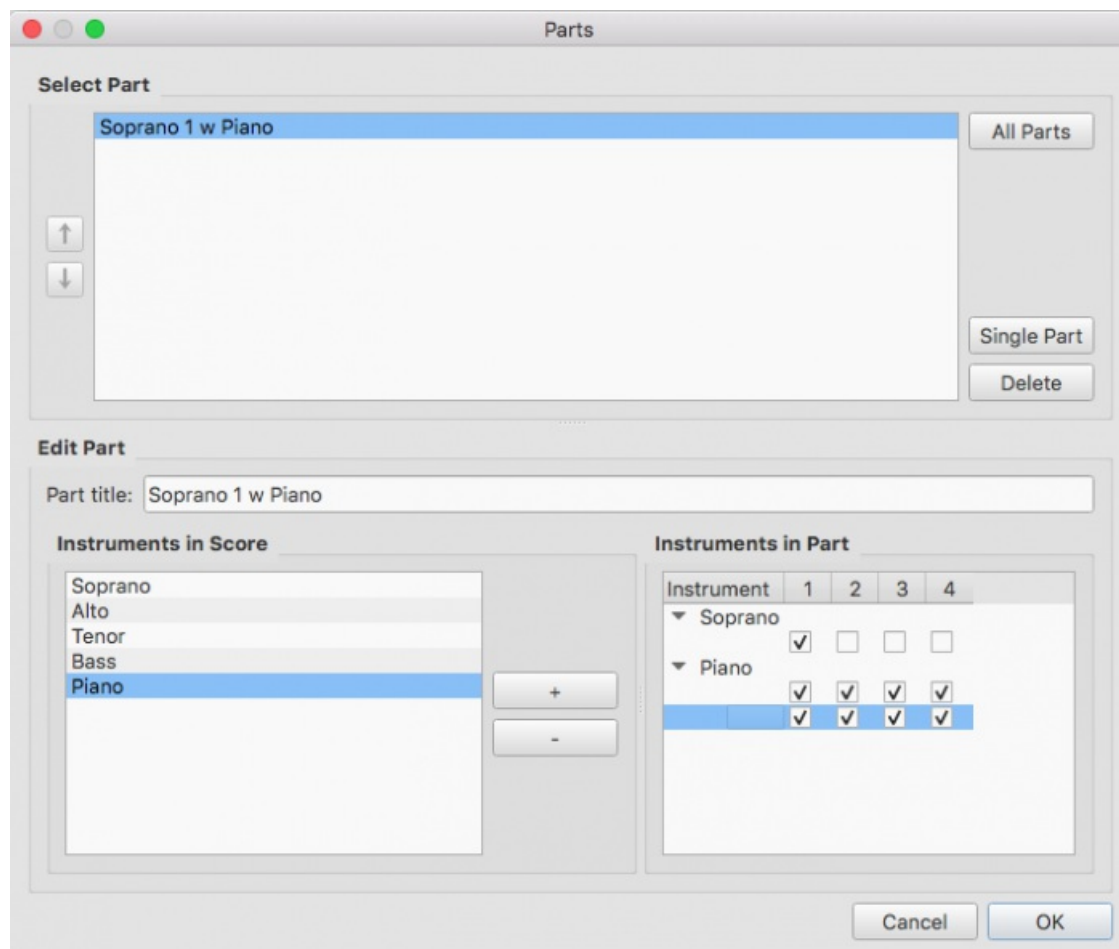 Parts
Select Part
Soprano 1 w Piano
All Parts
↑
↓
Single Part
Delete
Edit Part
Part title: Soprano 1 w Piano
Instruments in Score
Soprano
Alto
Tenor
Bass
Piano
+
-
Instruments in Part
Instrument 1 2 3 4
Soprano
Piano
Cancel
OK